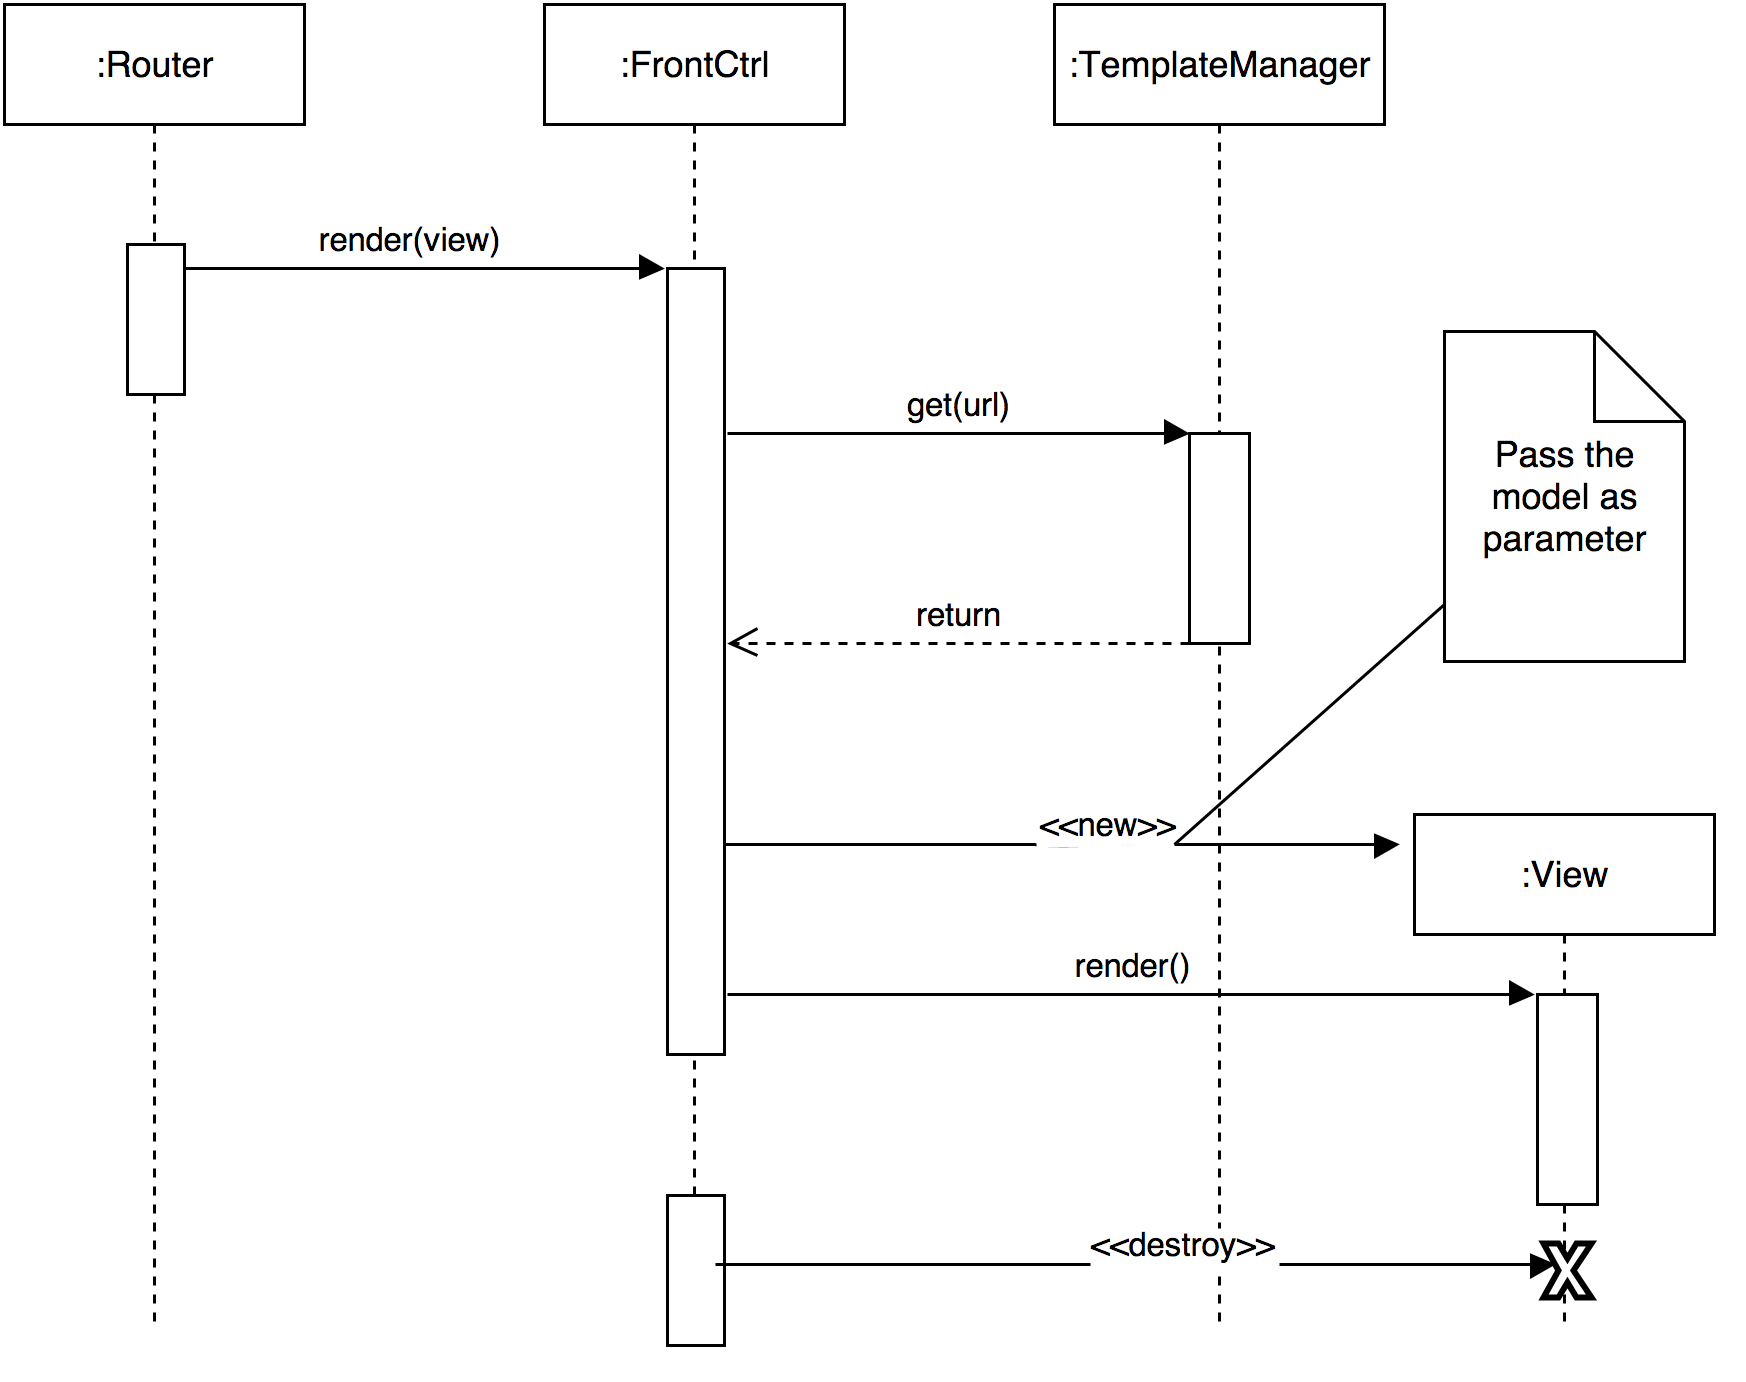 :Router
:FrontCtrl
:TemplateManager
render(view)
get(url)
Pass the
model as
parameter
return
<<new>>
:View
render()
<<destroy>>
X